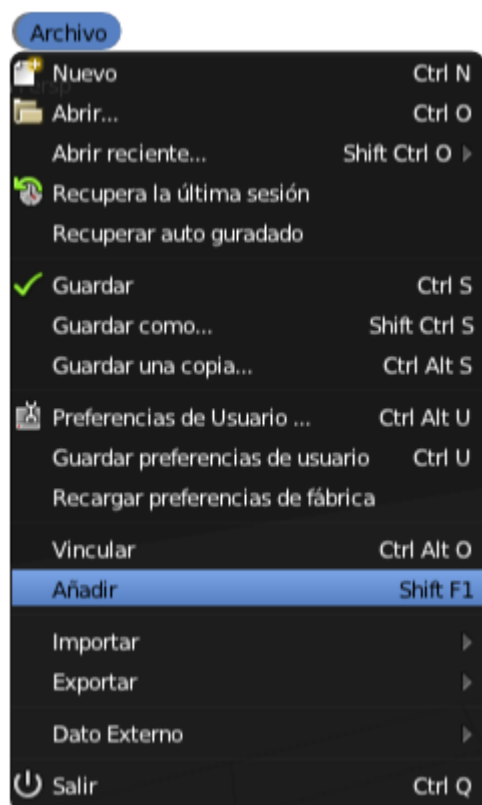 Archivo
Nuevo Ctrl N
Abrir... Ctrl O
Abrir reciente... Shift Ctrl O
Recupera la última sesión
Recuperar auto guradado
Guardar Ctrl S
Guardar como... Shift Ctrl S
Guardar una copia... Ctrl Alt S
Preferencias de Usuario ... Ctrl Alt U
Guardar preferencias de usuario Ctrl U
Recargar preferencias de fábrica
Vincular Ctrl Alt O
Añadir Shift F1
Importar
Exportar
Dato Externo
Salir Ctrl Q